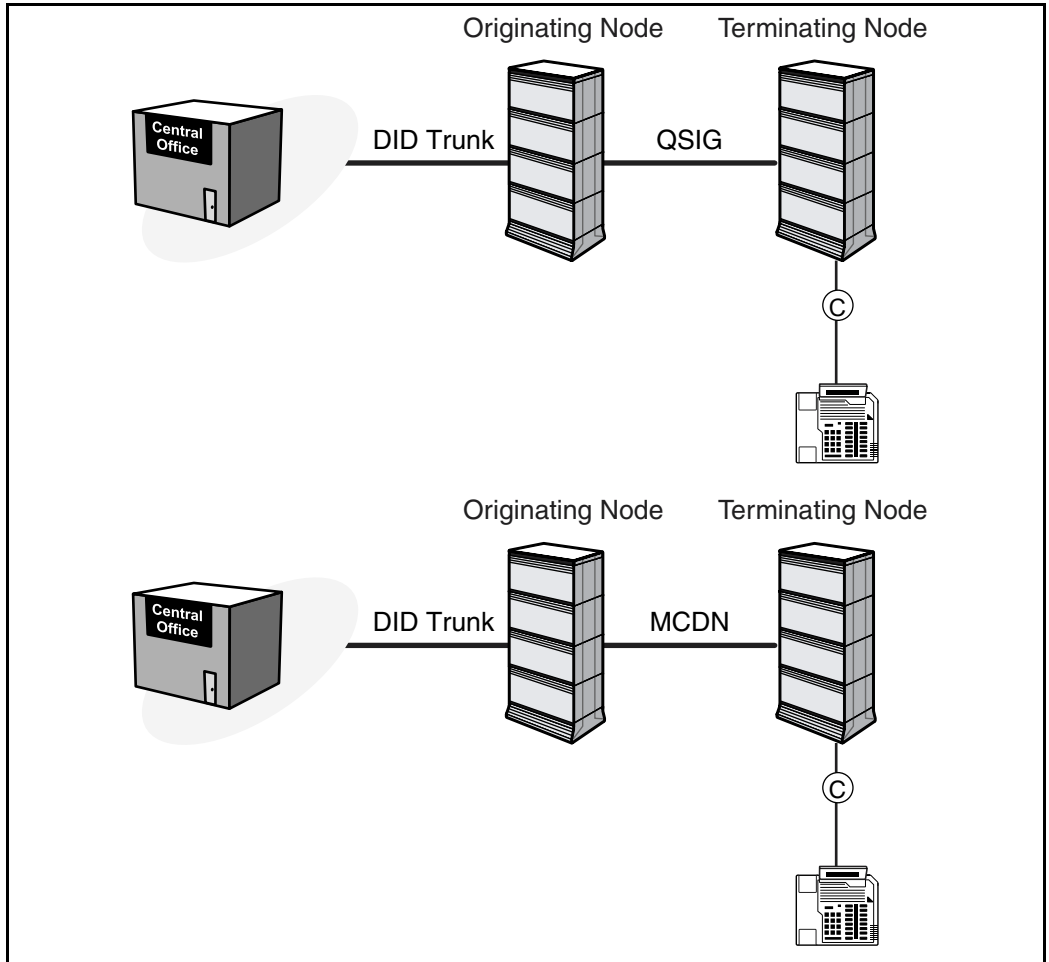 Originating Node Terminating Node
Central
Office
DID Trunk QSIG
C
Originating Node Terminating Node
Central
Office
DID Trunk MCDN
C